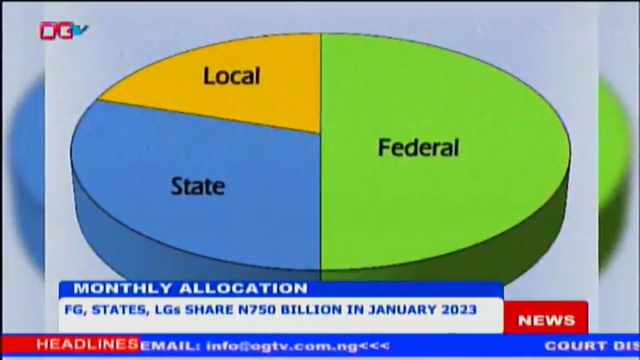 OGTV
Local
Federal
State
MONTHLY ALLOCATION
FG, STATES, LGs SHARE N750 BILLION IN JANUARY 2023
NEWS
HEADLINES EMAIL: info@ogtv.com.ng<<< COURT DIS